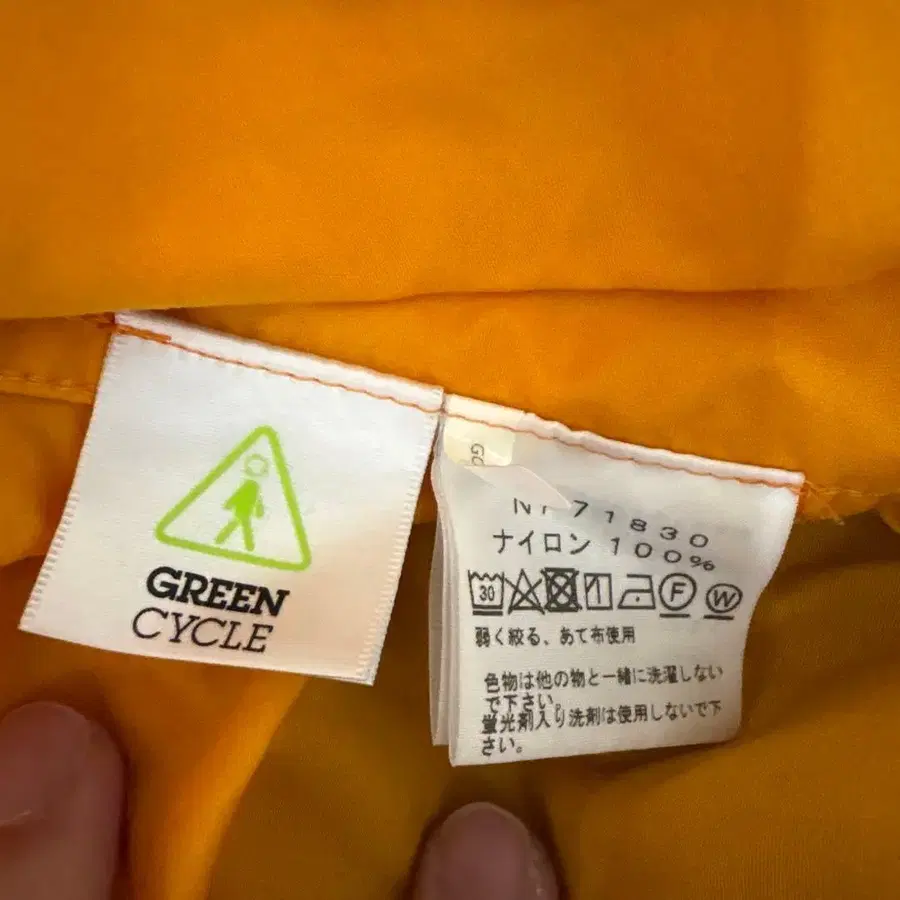 GREEN
CYCLE
GO
71830
ナイロン 100%
30
F
W
弱く絞る、あて布使用
色物は他の物と一緒に洗濯しない
で下さい。
蛍光剤入り洗剤は使用しないで下
さい。